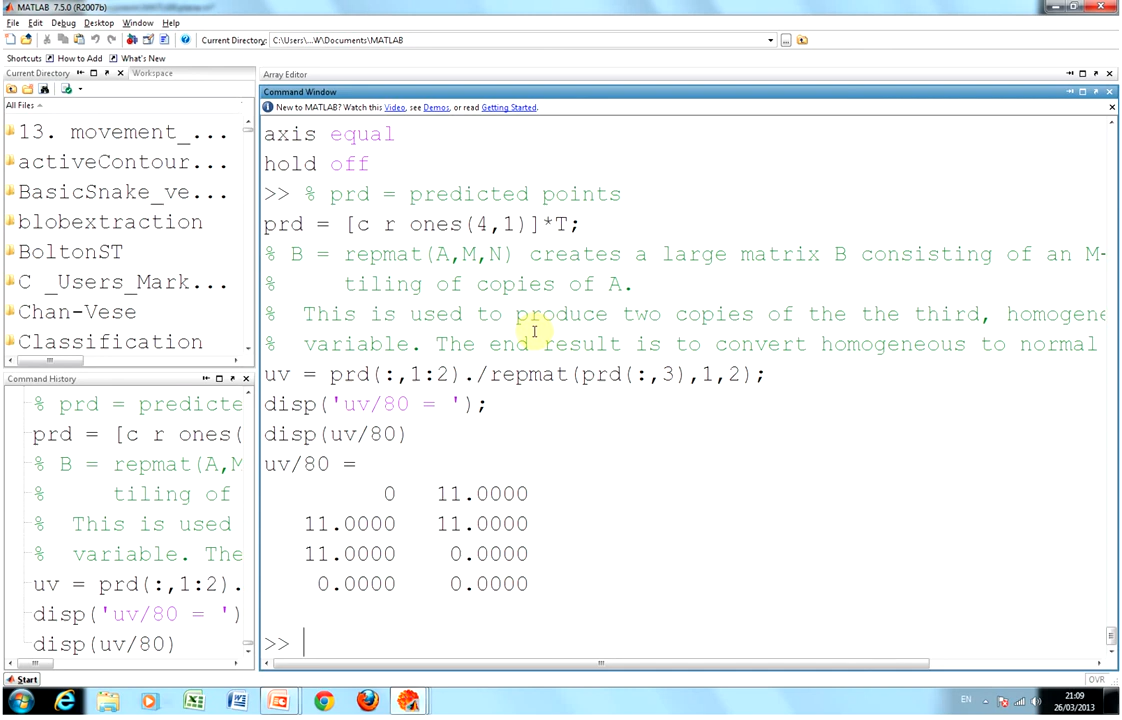 MATLAB 7.5.0 (R2007b)
File Edit Debug Desktop Window Help
Current Directory: C:\Users\...W\Documents\MATLAB
Shortcuts How to Add What's New
Current Directory Workspace
All Files
13. movement_...
activeContour...
BasicSnake_ve...
blobextraction
BoltonST
C _Users_Mark...
Chan-Vese
Classification
Command History
% prd = predicte
prd = [c r ones(
% B = repmat(A,M
% tiling of
% This is used
% variable. The
uv = prd(:,1:2).
disp('uv/80 = ')
disp(uv/80)
Array Editor
Command Window
New to MATLAB? Watch this Video, see Demos, or read Getting Started.
axis equal
hold off
>> % prd = predicted points
prd = [c r ones(4,1)]*T;
% B = repmat(A,M,N) creates a large matrix B consisting of an M-
% tiling of copies of A.
% This is used to produce two copies of the the third, homogene
% variable. The end result is to convert homogeneous to normal
uv = prd(:,1:2)./repmat(prd(:,3),1,2);
disp('uv/80 = ');
disp(uv/80)
uv/80 =
0 11.0000
11.0000 11.0000
11.0000 0.0000
0.0000 0.0000
>>
Start
OVR
EN
21:09
26/03/2013